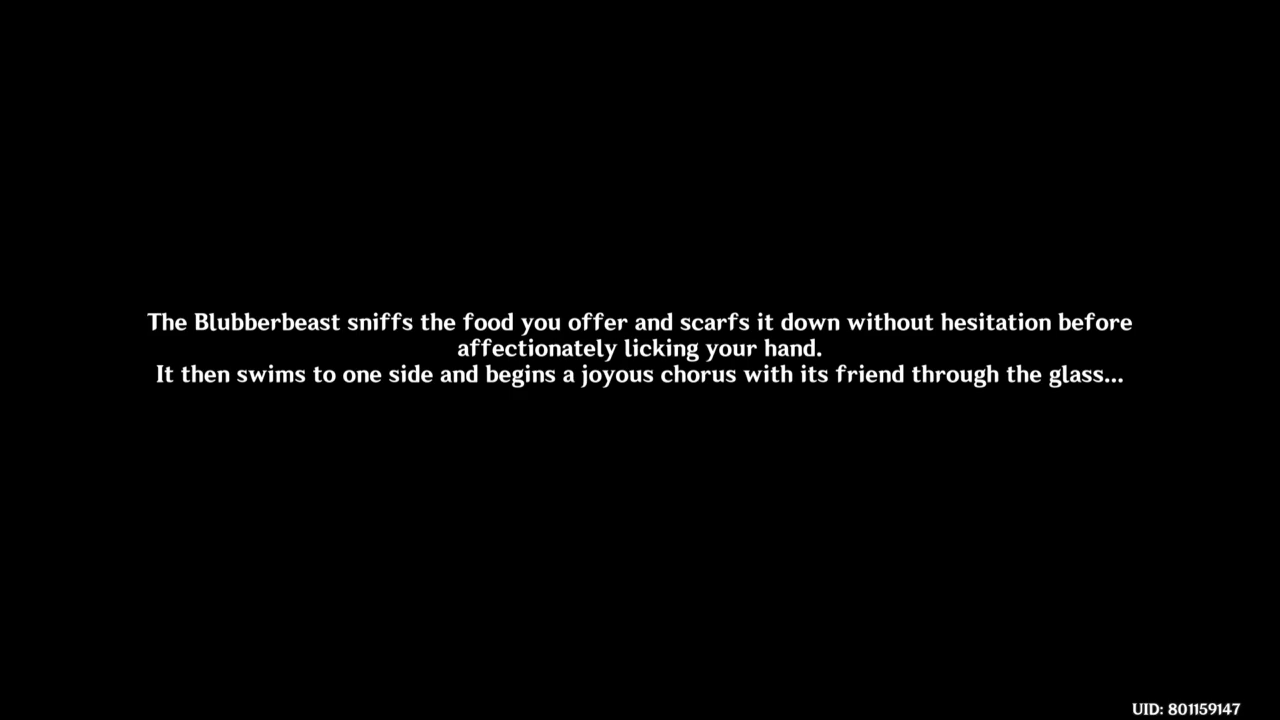 The Blubberbeast sniffs the food you offer and scarfs it down without hesitation before
affectionately licking your hand.
It then swims to one side and begins a joyous chorus with its friend through the glass...
UID: 801159147